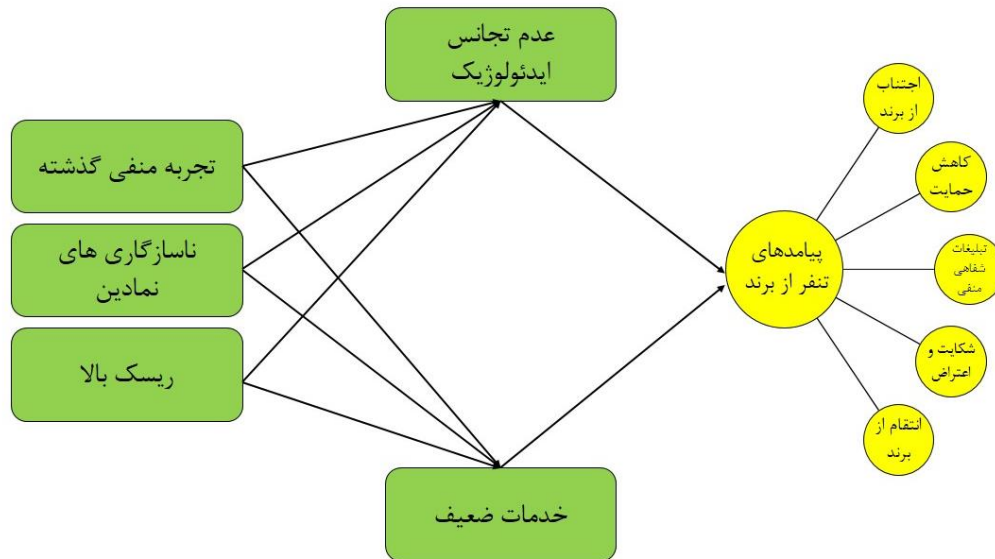 عدم تجانس
ایدئولوژیک
تجربه منفی گذشته
ناسازگاری های
نمادین
ریسک بالا
خدمات ضعیف
پیامدهای
تنفر از برند
اجتناب
از برند
کاهش
حمایت
تبلیغات
شفاهی
منفی
شکایت و
اعتراض
انتقام از
برند